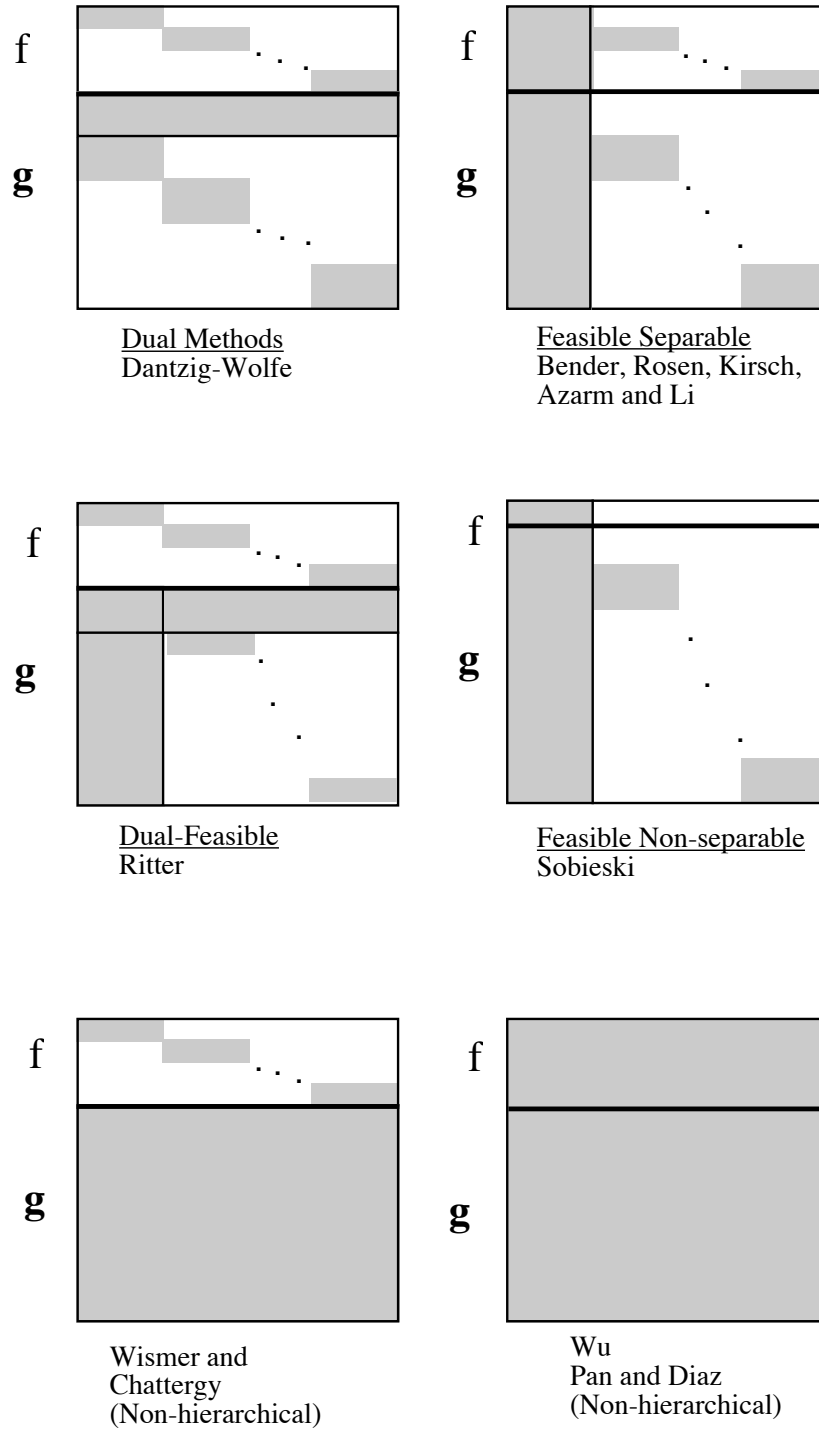 f
g
Dual Methods
Dantzig-Wolfe
f
g
Feasible Separable
Bender, Rosen, Kirsch,
Azarm and Li
f
g
Dual-Feasible
Ritter
f
g
Feasible Non-separable
Sobieski
f
g
Wismer and
Chattergy
(Non-hierarchical)
f
g
Wu
Pan and Diaz
(Non-hierarchical)